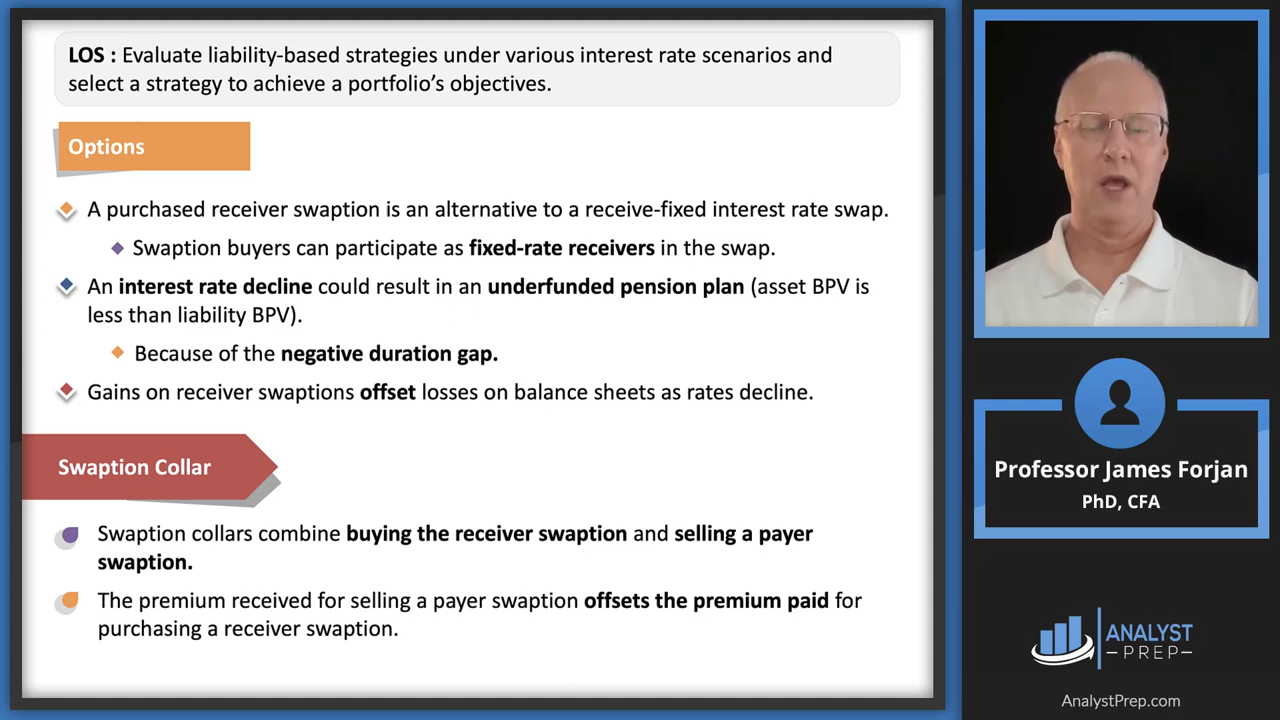 LOS : Evaluate liability-based strategies under various interest rate scenarios and
select a strategy to achieve a portfolio's objectives.
Options
A purchased receiver swaption is an alternative to a receive-fixed interest rate swap.
Swaption buyers can participate as fixed-rate receivers in the swap.
An interest rate decline could result in an underfunded pension plan (asset BPV is
less than liability BPV).
Because of the negative duration gap.
Gains on receiver swaptions offset losses on balance sheets as rates decline.
Swaption Collar
Swaption collars combine buying the receiver swaption and selling a payer
swaption.
The premium received for selling a payer swaption offsets the premium paid for
purchasing a receiver swaption.
Professor James Forjan
PhD, CFA
ANALYST
PREP
AnalystPrep.com